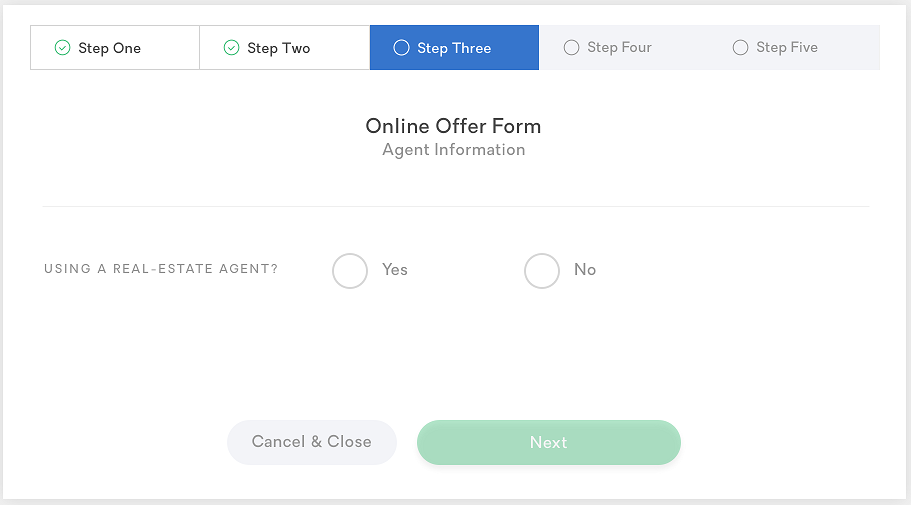 Step One
Step Two
Step Three
Step Four
Step Five
Online Offer Form
Agent Information
USING A REAL-ESTATE AGENT?
Yes
No
Cancel & Close
Next